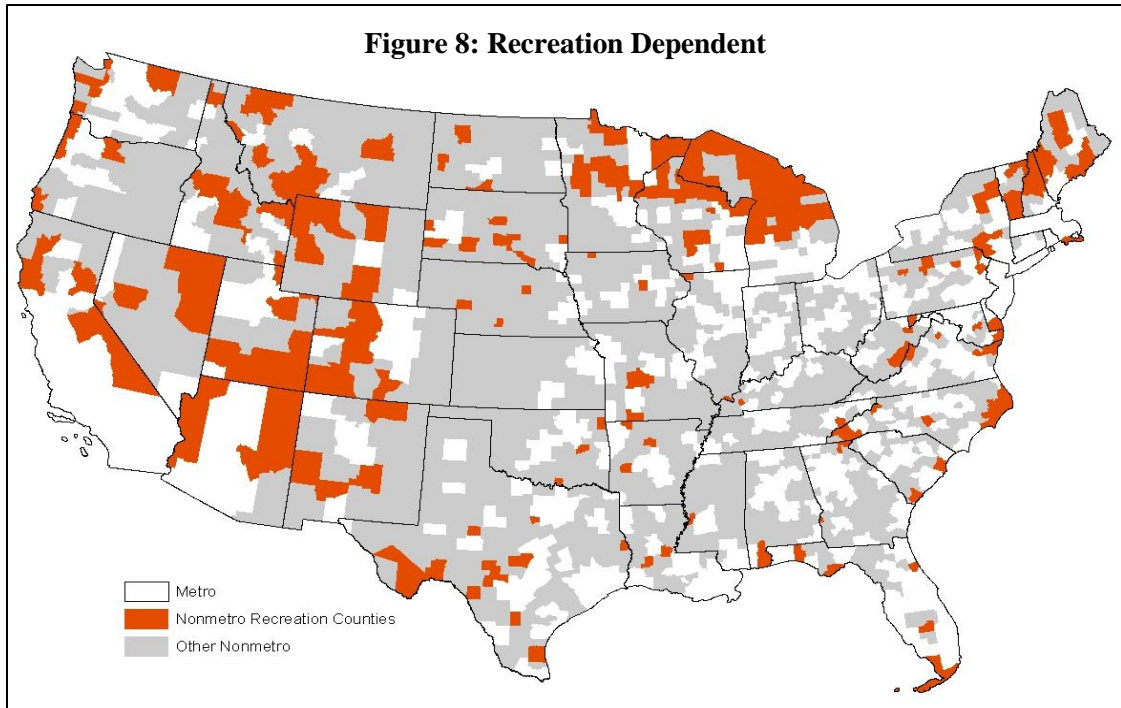 Figure 8: Recreation Dependent
Metro
Nonmetro Recreation Counties
Other Nonmetro